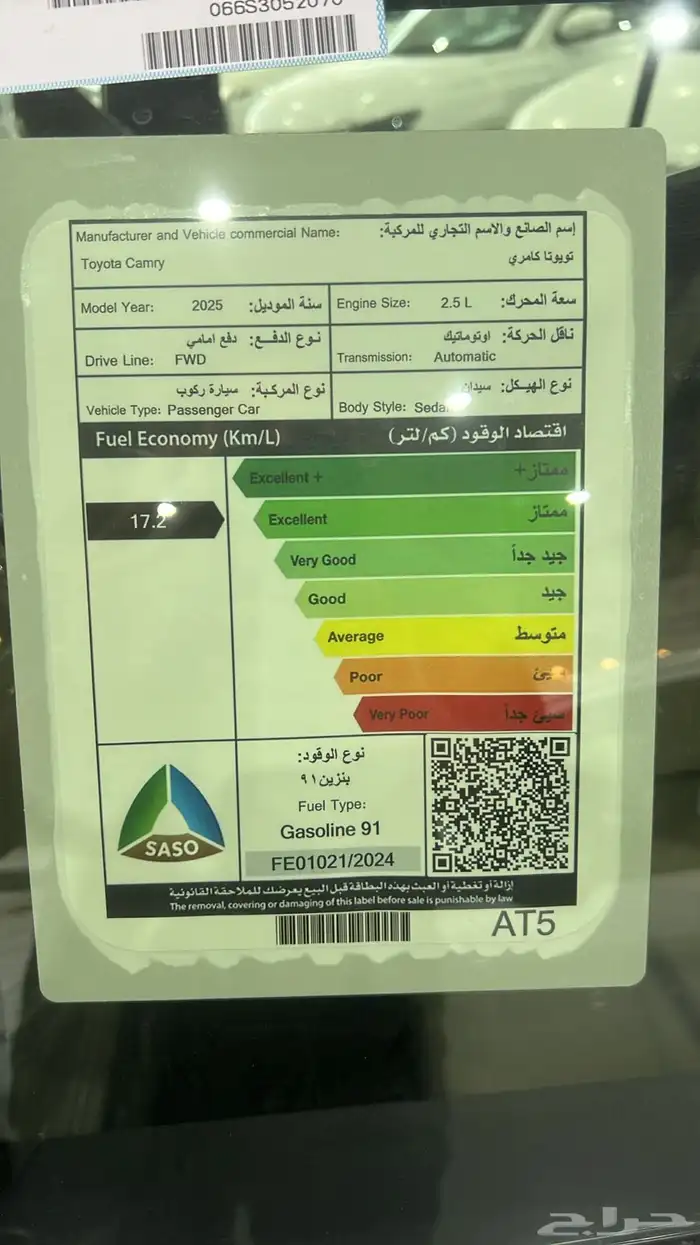 Manufacturer and Vehicle commercial Name: إسم الصانع والاسم التجاري للمركبة:
Toyota Camry تويوتا كامري
Model Year: 2025 سنة الموديل:
Engine Size: 2.5 L سعة المحرك:
نوع الدفع: دفع امامي
Drive Line: FWD
ناقل الحركة: اوتوماتيك
Transmission: Automatic
نوع المركبة: سيارة ركوب
Vehicle Type: Passenger Car
نوع الهيكل: سيدان
Body Style:
Fuel Economy (Km/L) اقتصاد الوقود (كم/لتر)
Excellent + ممتاز+
17.2
Excellent ممتاز
Very Good جيد جداً
Good جيد
Average متوسط
Poor سيئ
Very Poor سيئ جداً
SASO
نوع الوقود:
بنزين ٩١
Fuel Type:
Gasoline 91
FE01021/2024
إزالة أو تغطية أو العبث بهذه البطاقة قبل البيع يعرضك للملاحقة القانونية
The removal, covering or damaging of this label before sale is punishable by law
AT5
حراج